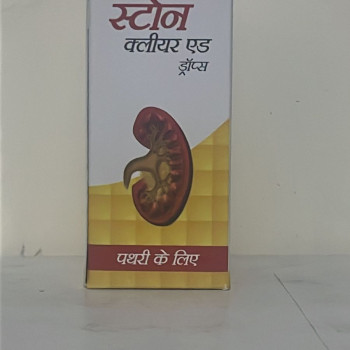 स्टोन
क्लीयर एड
ड्रॉप्स
पथरी के लिए